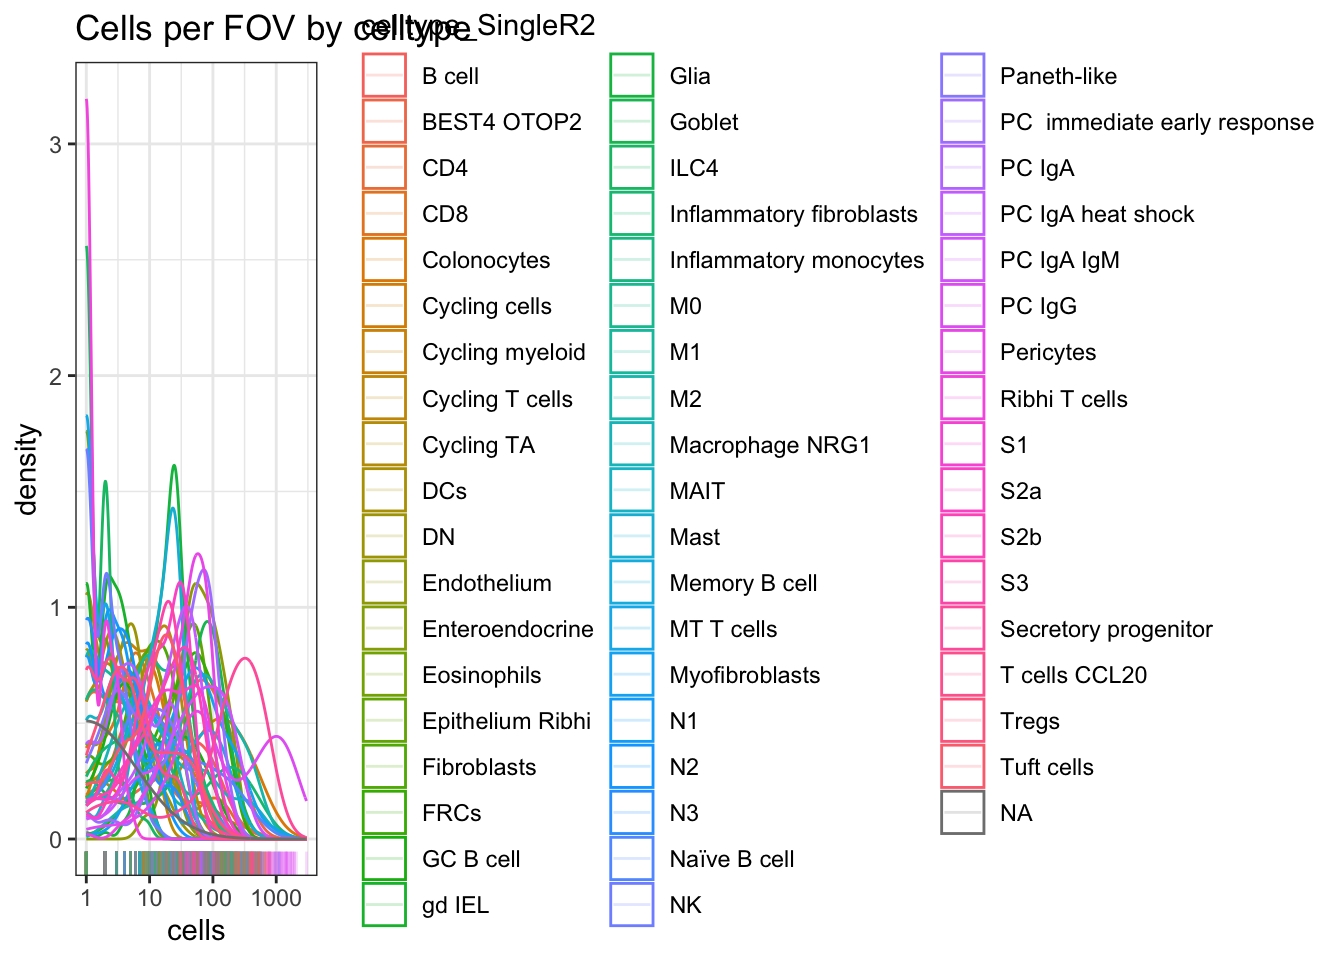 Cells per FOV by celltype
celltype_SingleR2
density
3
2
1
0
1 10 100 1000
cells
B cell
BEST4 OTOP2
CD4
CD8
Colonocytes
Cycling cells
Cycling myeloid
Cycling T cells
Cycling TA
DCs
DN
Endothelium
Enteroendocrine
Eosinophils
Epithelium Ribhi
Fibroblasts
FRCs
GC B cell
gd IEL
Glia
Goblet
ILC4
Inflammatory fibroblasts
Inflammatory monocytes
M0
M1
M2
Macrophage NRG1
MAIT
Mast
Memory B cell
MT T cells
Myofibroblasts
N1
N2
N3
Naïve B cell
NK
Paneth-like
PC  immediate early response
PC IgA
PC IgA heat shock
PC IgA IgM
PC IgG
Pericytes
Ribhi T cells
S1
S2a
S2b
S3
Secretory progenitor
T cells CCL20
Tregs
Tuft cells
NA